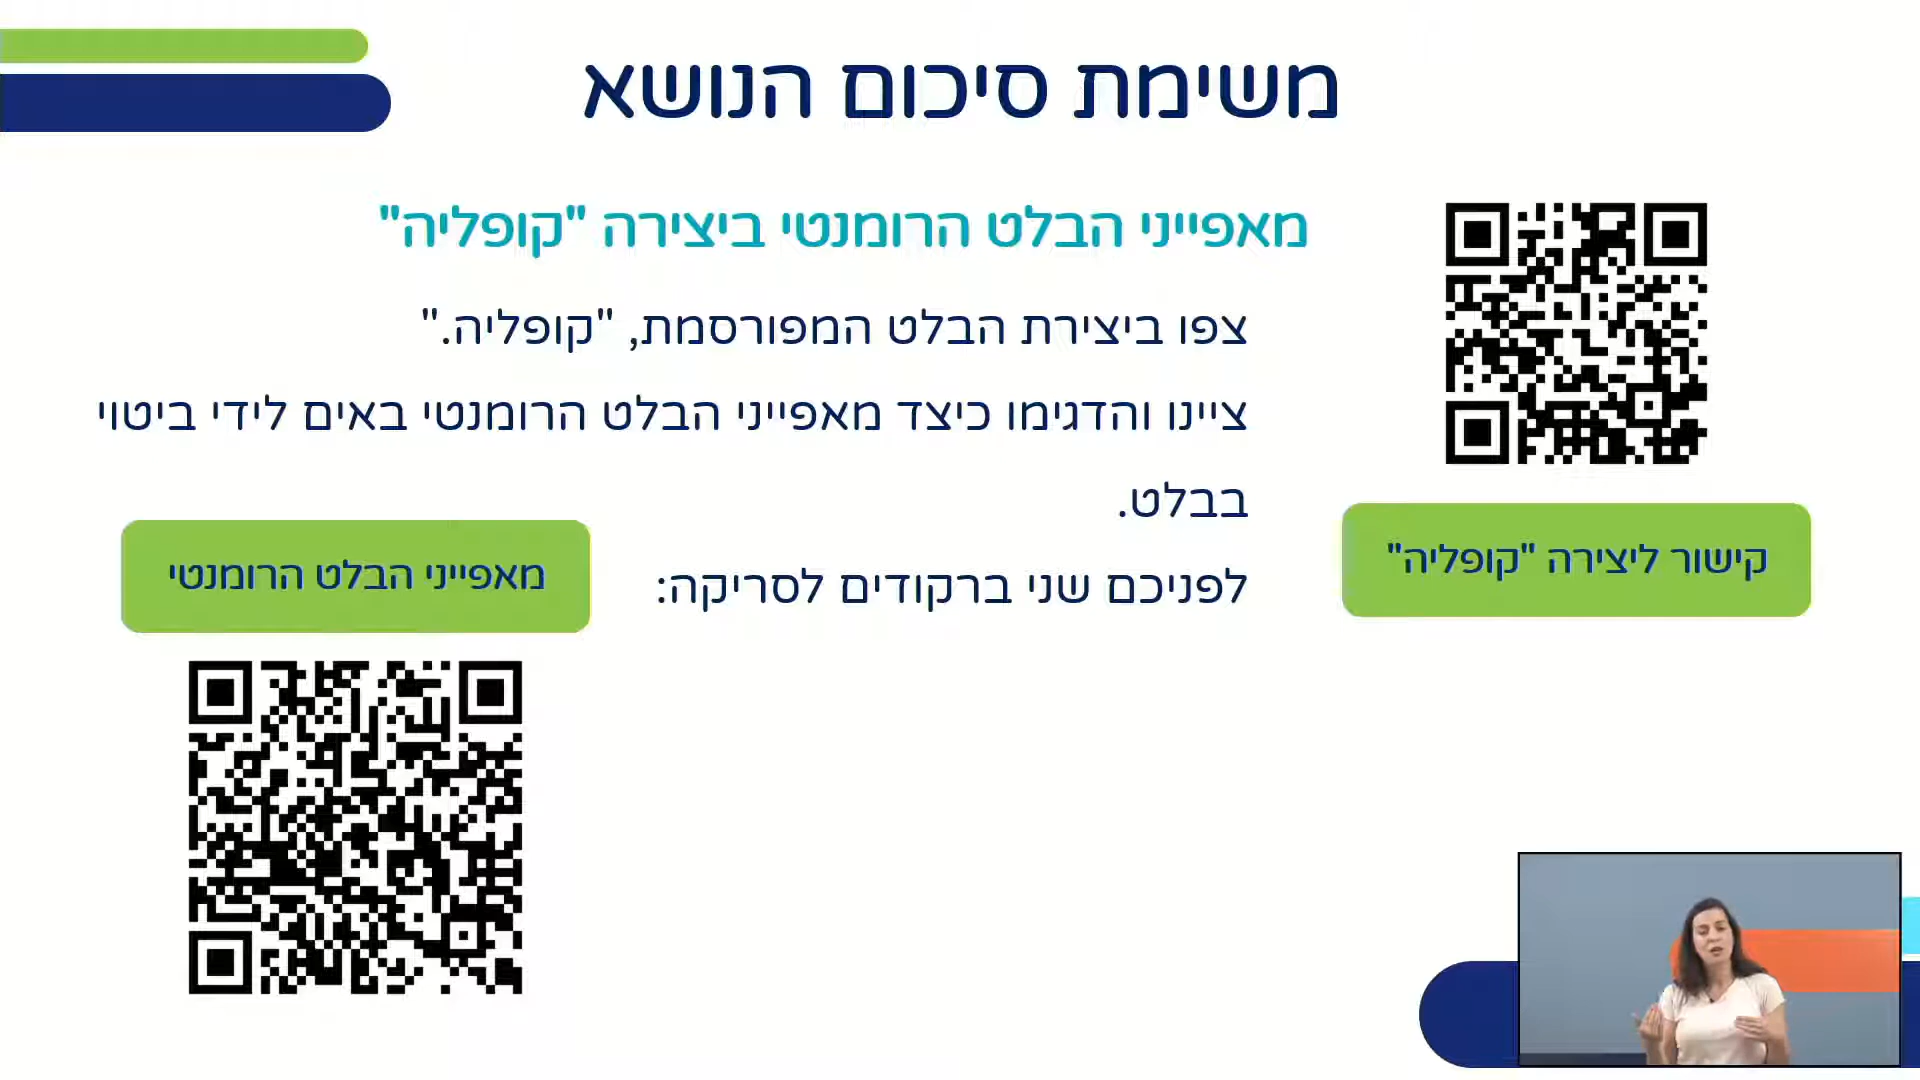 משימת סיכום הנושא
מאפייני הבלט הרומנטי ביצירה "קופליה"
צפו ביצירת הבלט המפורסמת, "קופליה."
ציינו והדגימו כיצד מאפייני הבלט הרומנטי באים לידי ביטוי
בבלט.
לפניכם שני ברקודים לסריקה:
קישור ליצירה "קופליה"
מאפייני הבלט הרומנטי